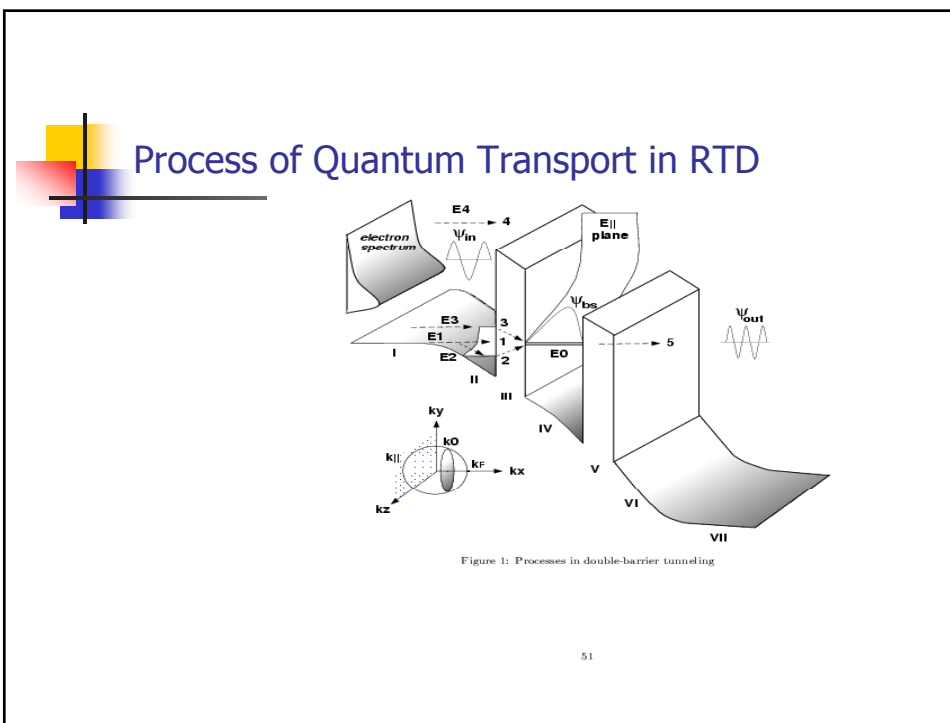 Process of Quantum Transport in RTD
E4
4
electron
spectrum
ψin
E||
plane
ψbs
E3
3
E1
1
I
E2
2
E0
5
ψout
II
III
IV
ky
k||
k0
kF
kx
kz
V
VI
VII
Figure 1: Processes in double-barrier tunneling
51